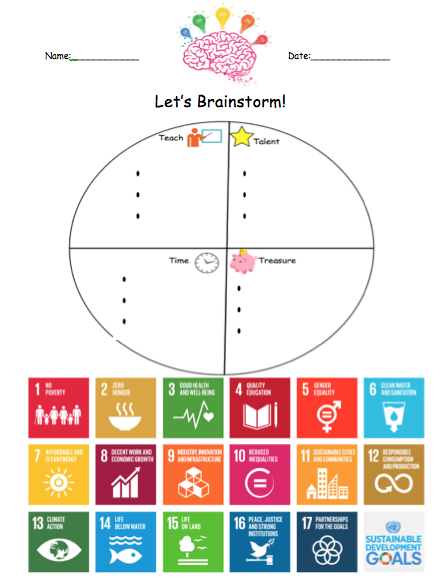 Name:______________ Date:________________
Let's Brainstorm!
Teach Talent
Time Treasure
1 NO
POVERTY
2 ZERO
HUNGER
3 GOOD HEALTH
AND WELL-BEING
4 QUALITY
EDUCATION
5 GENDER
EQUALITY
6 CLEAN WATER
AND SANITATION
7 AFFORDABLE AND
CLEAN ENERGY
8 DECENT WORK AND
ECONOMIC GROWTH
9 INDUSTRY, INNOVATION
AND INFRASTRUCTURE
10 REDUCED
INEQUALITIES
11 SUSTAINABLE CITIES
AND COMMUNITIES
12 RESPONSIBLE
CONSUMPTION
AND PRODUCTION
13 CLIMATE
ACTION
14 LIFE
BELOW WATER
15 LIFE
ON LAND
16 PEACE, JUSTICE
AND STRONG
INSTITUTIONS
17 PARTNERSHIPS
FOR THE GOALS
SUSTAINABLE
DEVELOPMENT
GOALS